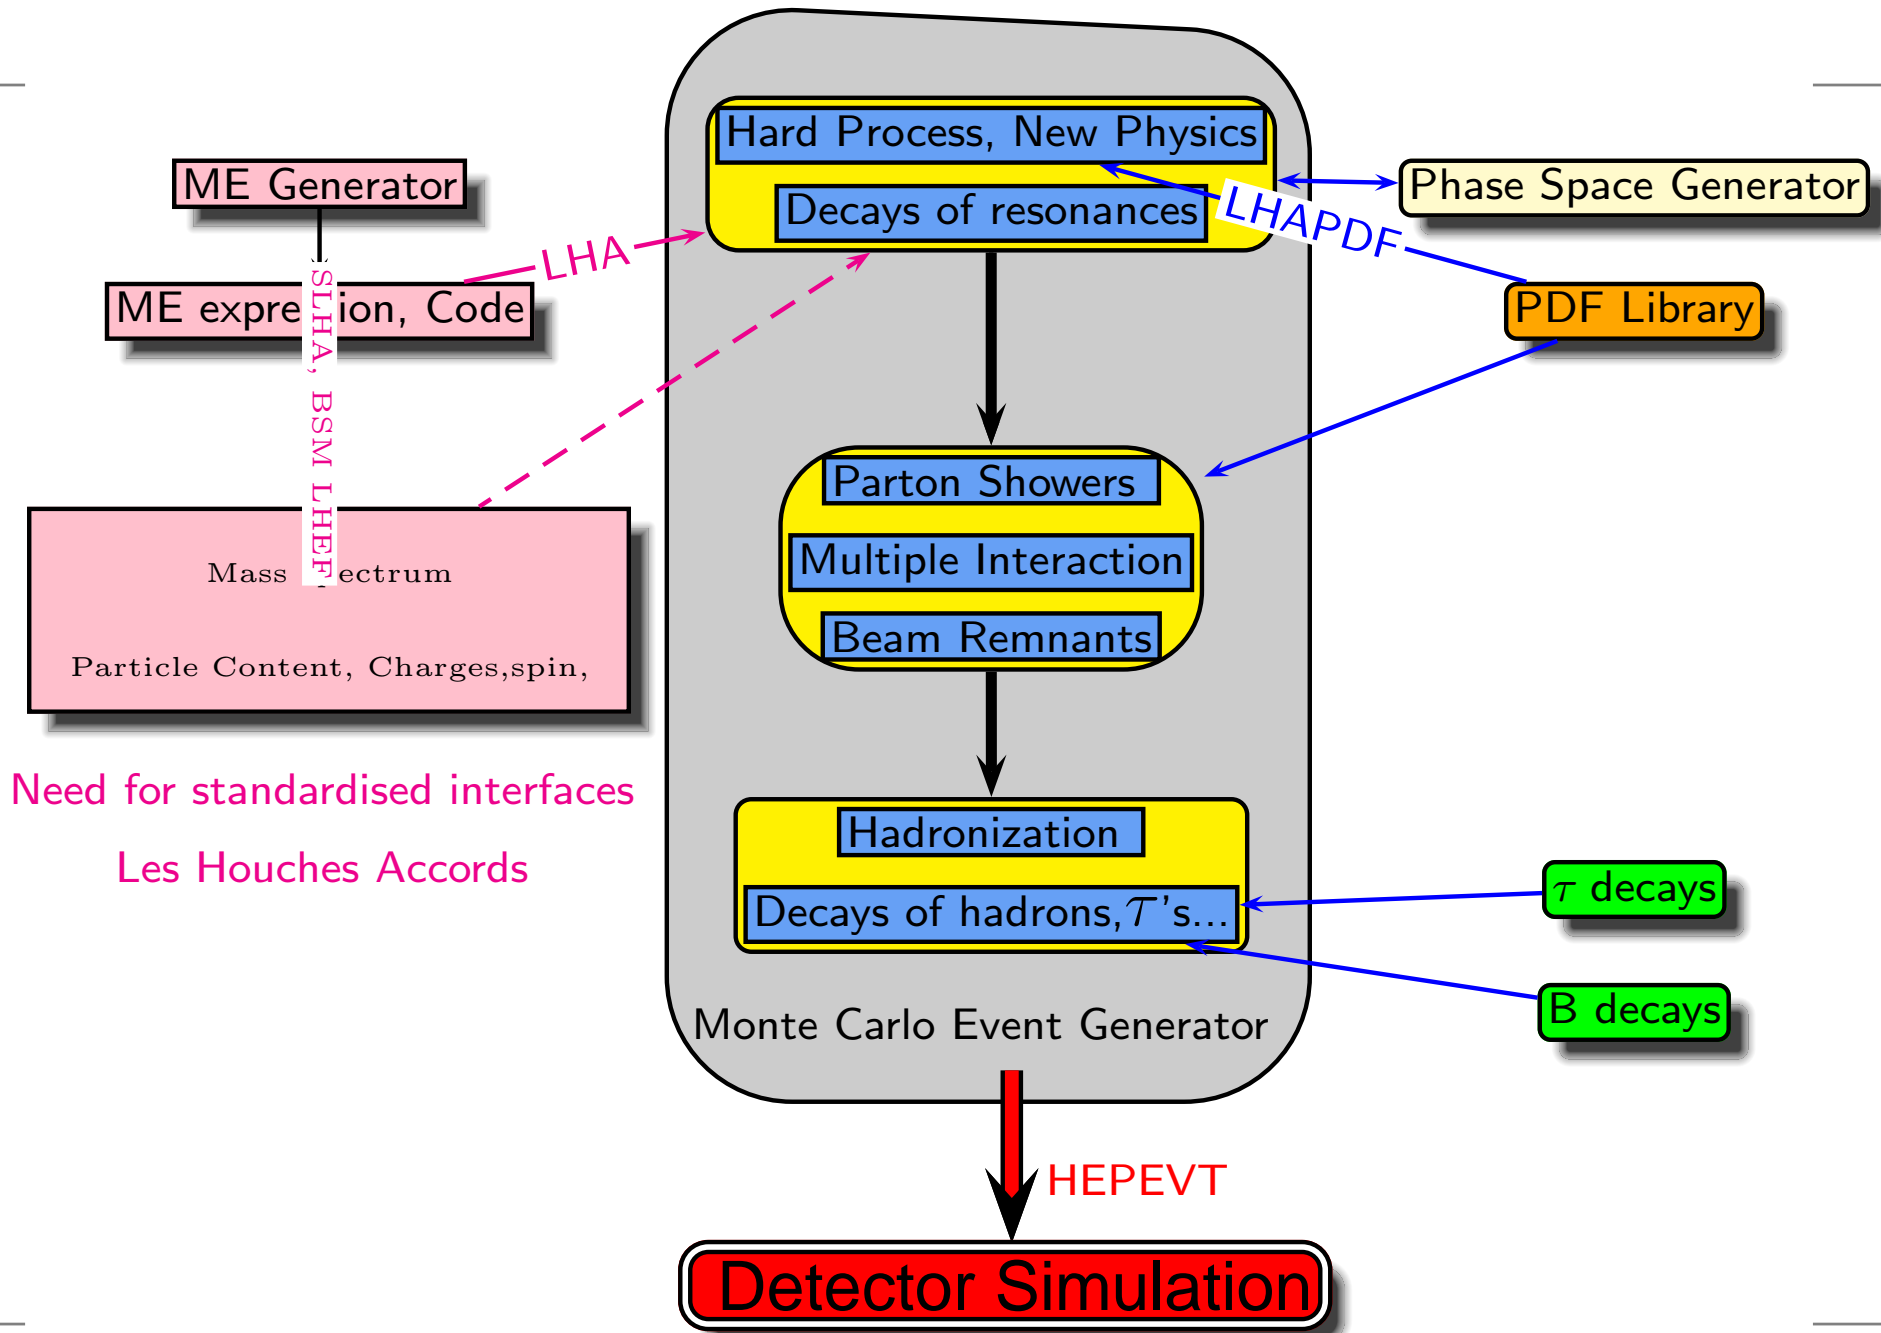 Hard Process, New Physics
Decays of resonances
ME Generator
ME expre ion, Code
LHA
SLHA, BSM LHEF
LHAPDF
Phase Space Generator
PDF Library
Parton Showers
Multiple Interaction
Beam Remnants
Mass pectrum
Particle Content, Charges,spin,
Need for standardised interfaces
Les Houches Accords
Hadronization
Decays of hadrons,τ's...
τ decays
B decays
Monte Carlo Event Generator
HEPEVT
Detector Simulation